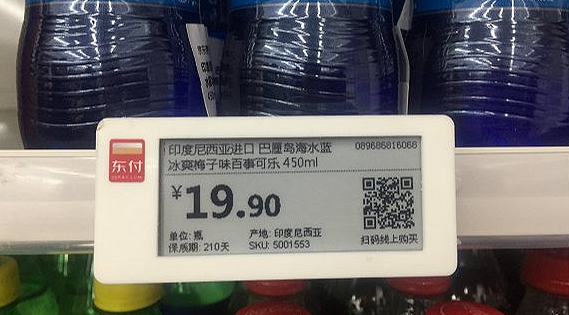 东付
印度尼西亚进口 巴厘岛海水蓝
089686816068
冰爽梅子味百事可乐 450ml
¥19.90
单位: 瓶
产地: 印度尼西亚
保质期: 210天
SKU: 5001553
扫码线上购买